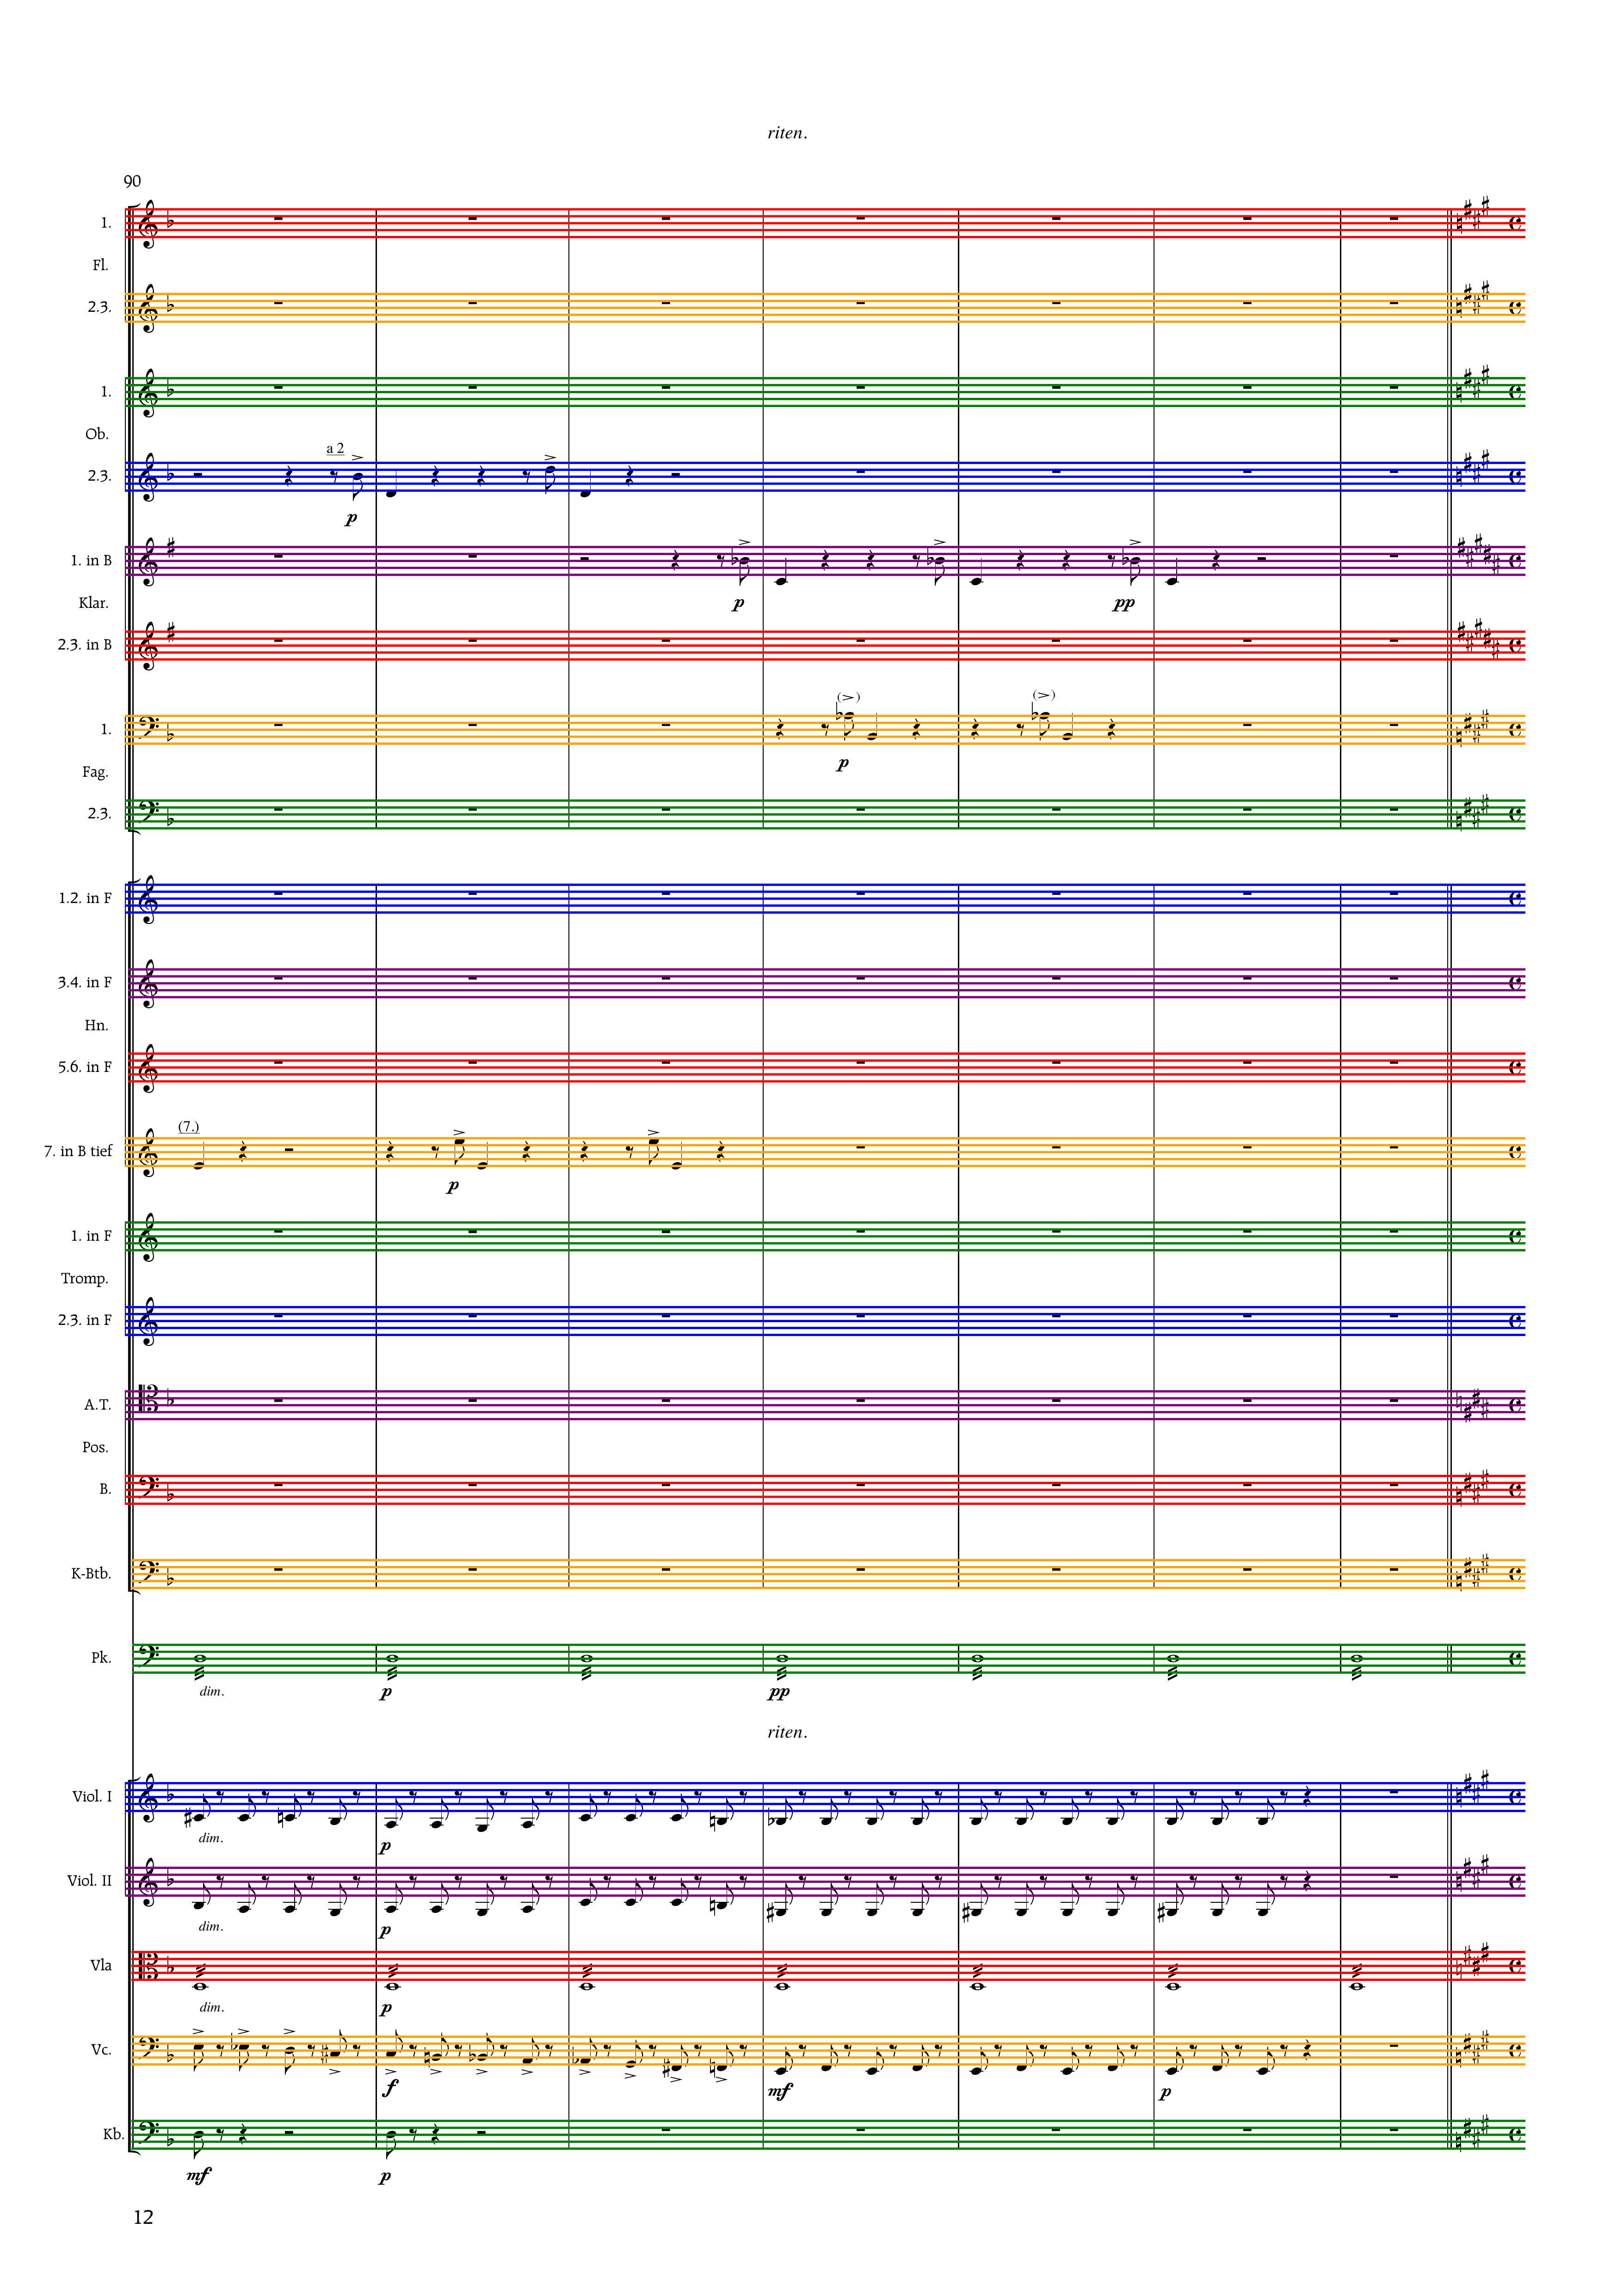 riten.
90
1.
Fl.
2.3.
1.
Ob.
a 2
2.3.
p
1. in B
p
pp
Klar.
2.3. in B
1.
p
Fag.
2.3.
1.2. in F
3.4. in F
Hn.
5.6. in F
(7.)
7. in B tief
p
1. in F
Tromp.
2.3. in F
A.T.
Pos.
B.
K-Btb.
Pk.
dim. p pp
riten.
Viol. I
dim. p
Viol. II
dim. p
Vla
dim. p
Vc.
f mf p
Kb.
mf p
12